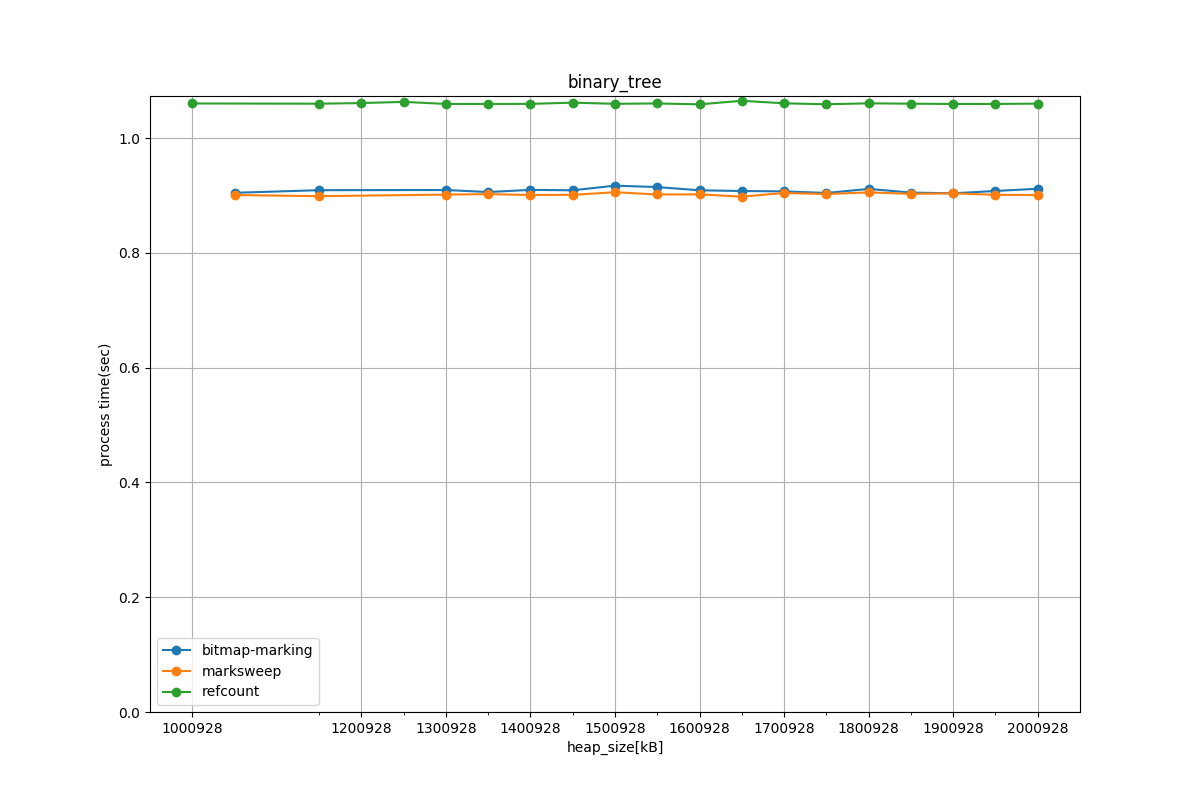 binary_tree
process time(sec)
1.0
0.8
0.6
0.4
0.2
0.0
bitmap-marking
marksweep
refcount
1000928 1200928 1300928 1400928 1500928 1600928 1700928 1800928 1900928 2000928
heap_size[kB]